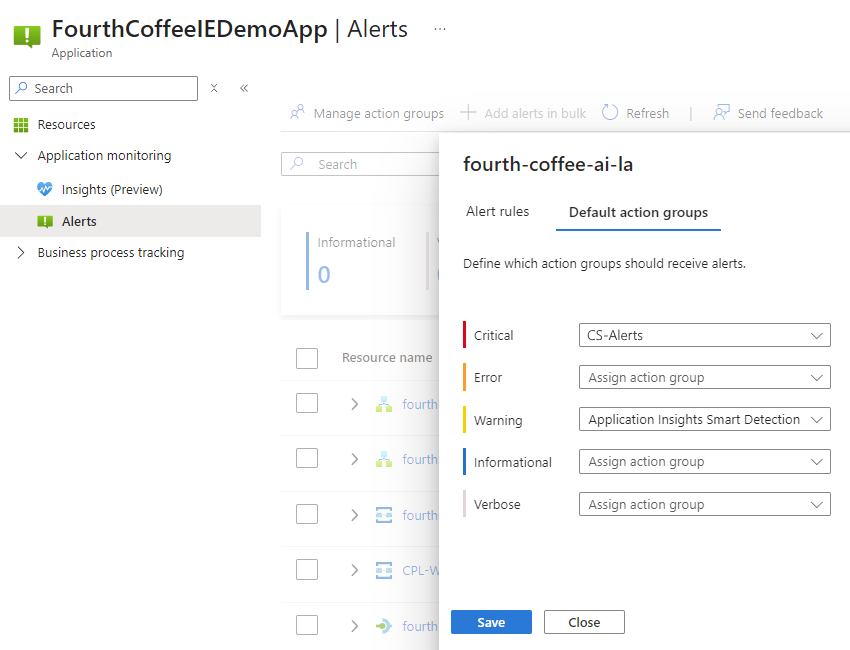 FourthCoffeeIEDemoApp | Alerts ...
Application
Search
Resources
Application monitoring
Insights (Preview)
Alerts
Business process tracking
Manage action groups
Add alerts in bulk
Refresh
Send feedback
Search
Informational
0
Resource name
fourth
fourth
fourth
CPL-W
fourth
fourth-coffee-ai-la
Alert rules
Default action groups
Define which action groups should receive alerts.
Critical
CS-Alerts
Error
Assign action group
Warning
Application Insights Smart Detection
Informational
Assign action group
Verbose
Assign action group
Save
Close